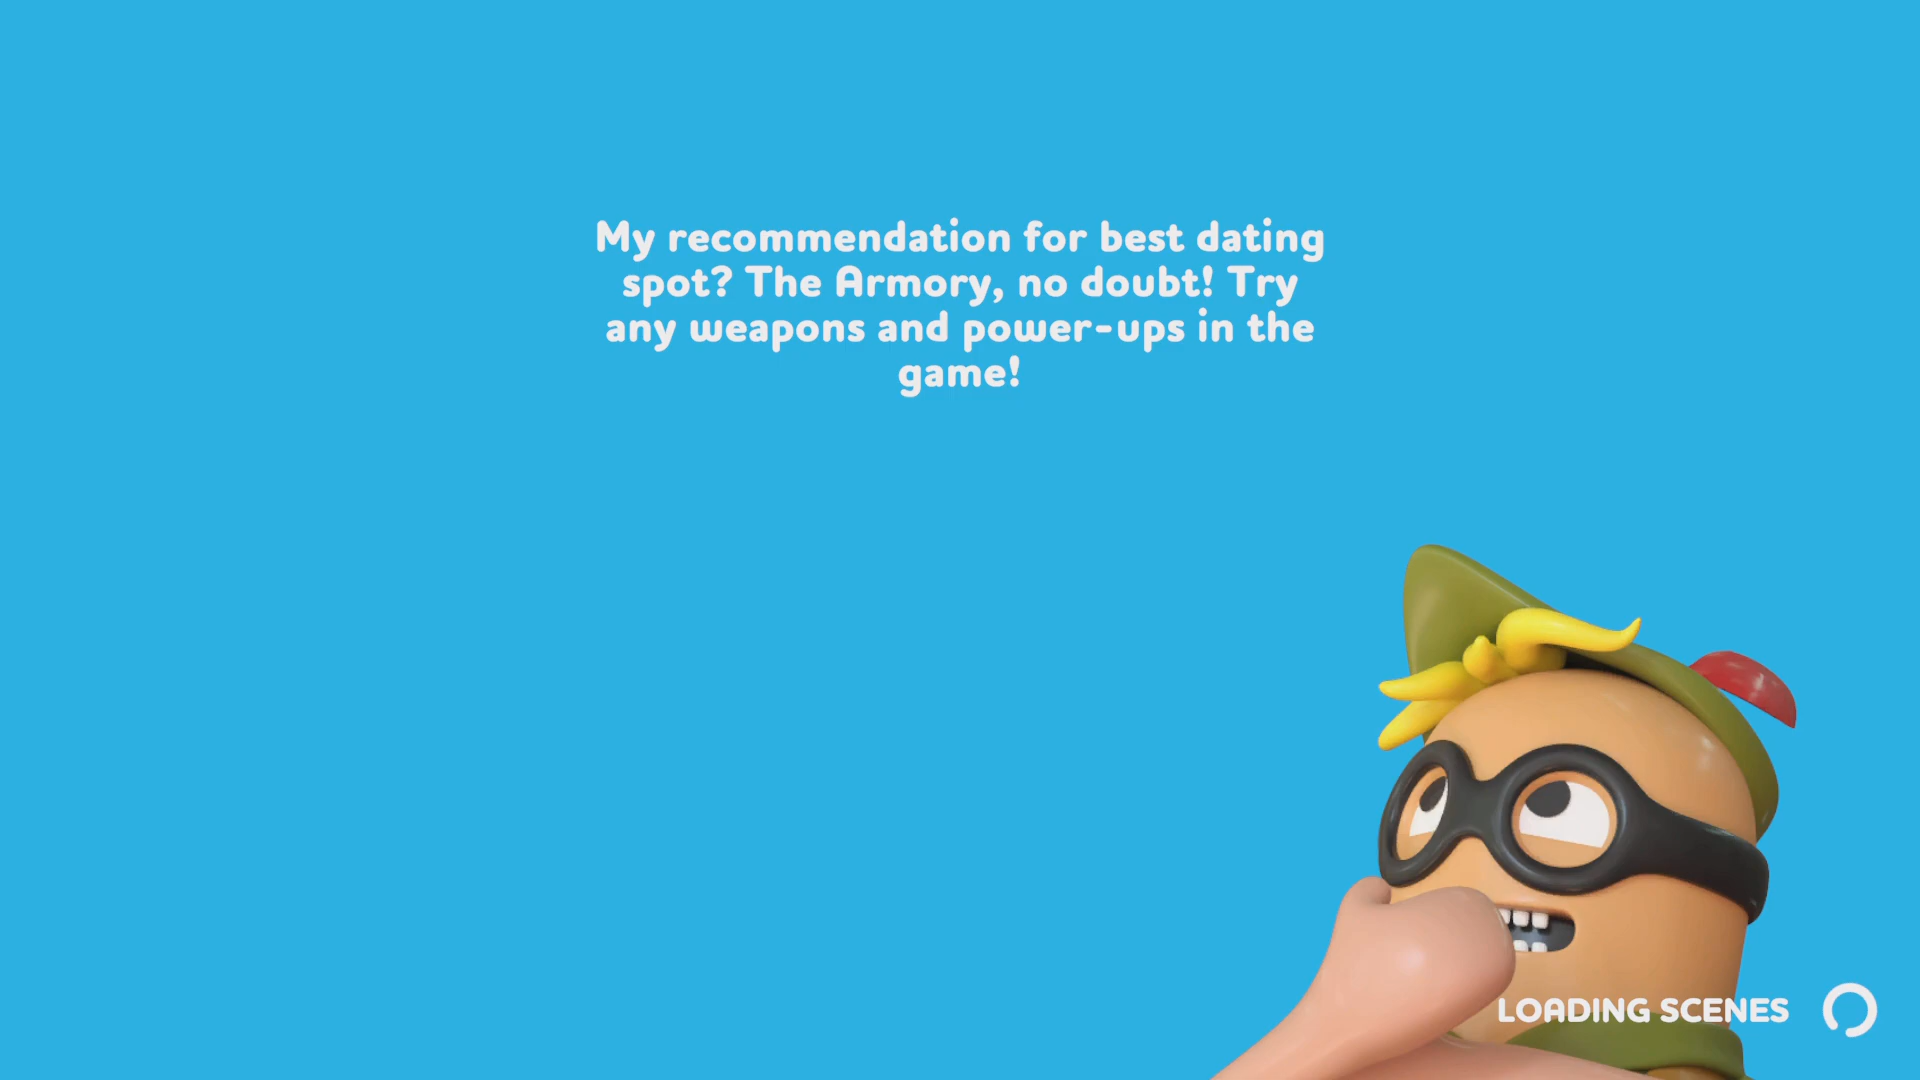 My recommendation for best dating
spot? The Armory, no doubt! Try
any weapons and power-ups in the
game!
LOADING SCENES